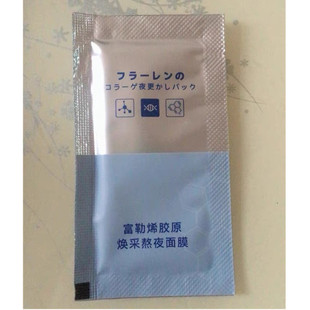 フラーレンの
コラーゲ夜更かしパック
富勒烯胶原
焕采熬夜面膜